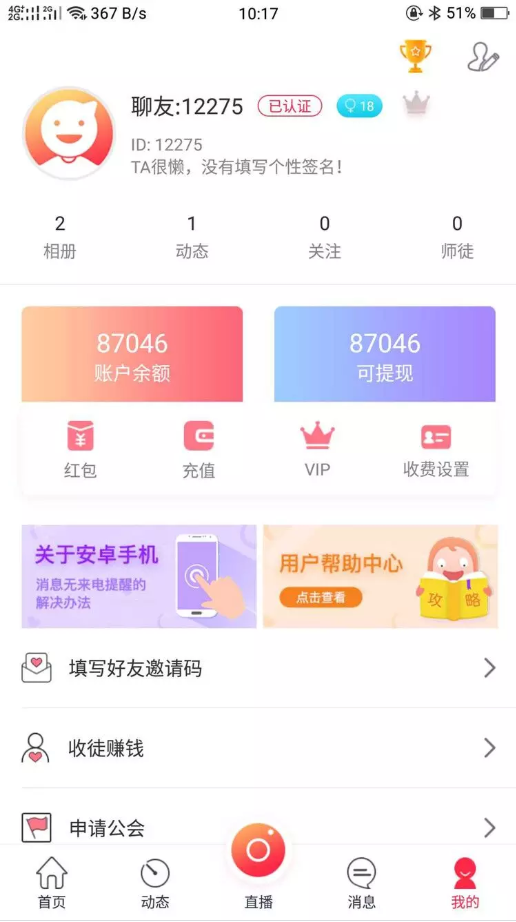 4G+ 2G 2G 367 B/s 10:17 51%
聊友:12275 已认证 18
ID: 12275
TA很懒，没有填写个性签名！
2 1 0 0
相册 动态 关注 师徒
87046 87046
账户余额 可提现
红包 充值 VIP 收费设置
关于安卓手机
消息无来电提醒的
解决办法
用户帮助中心
点击查看
攻略
填写好友邀请码
收徒赚钱
申请公会
首页 动态 直播 消息 我的